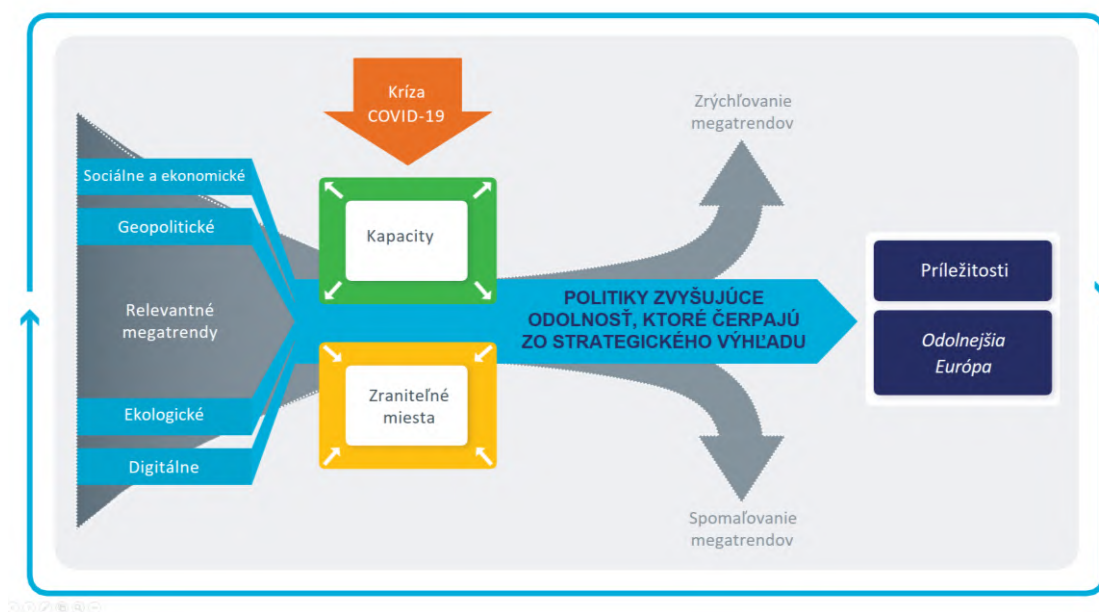 Kríza
COVID-19
Zrýchľovanie
megatrendov
Sociálne a ekonomické
Geopolitické
Relevantné
megatrendy
Ekologické
Digitálne
Kapacity
Zraniteľné
miesta
POLITIKY ZVYŠUJÚCE
ODOLNOSŤ, KTORÉ ČERPAJÚ
ZO STRATEGICKÉHO VÝHĽADU
Príležitosti
Odolnejšia
Európa
Spomaľovanie
megatrendov